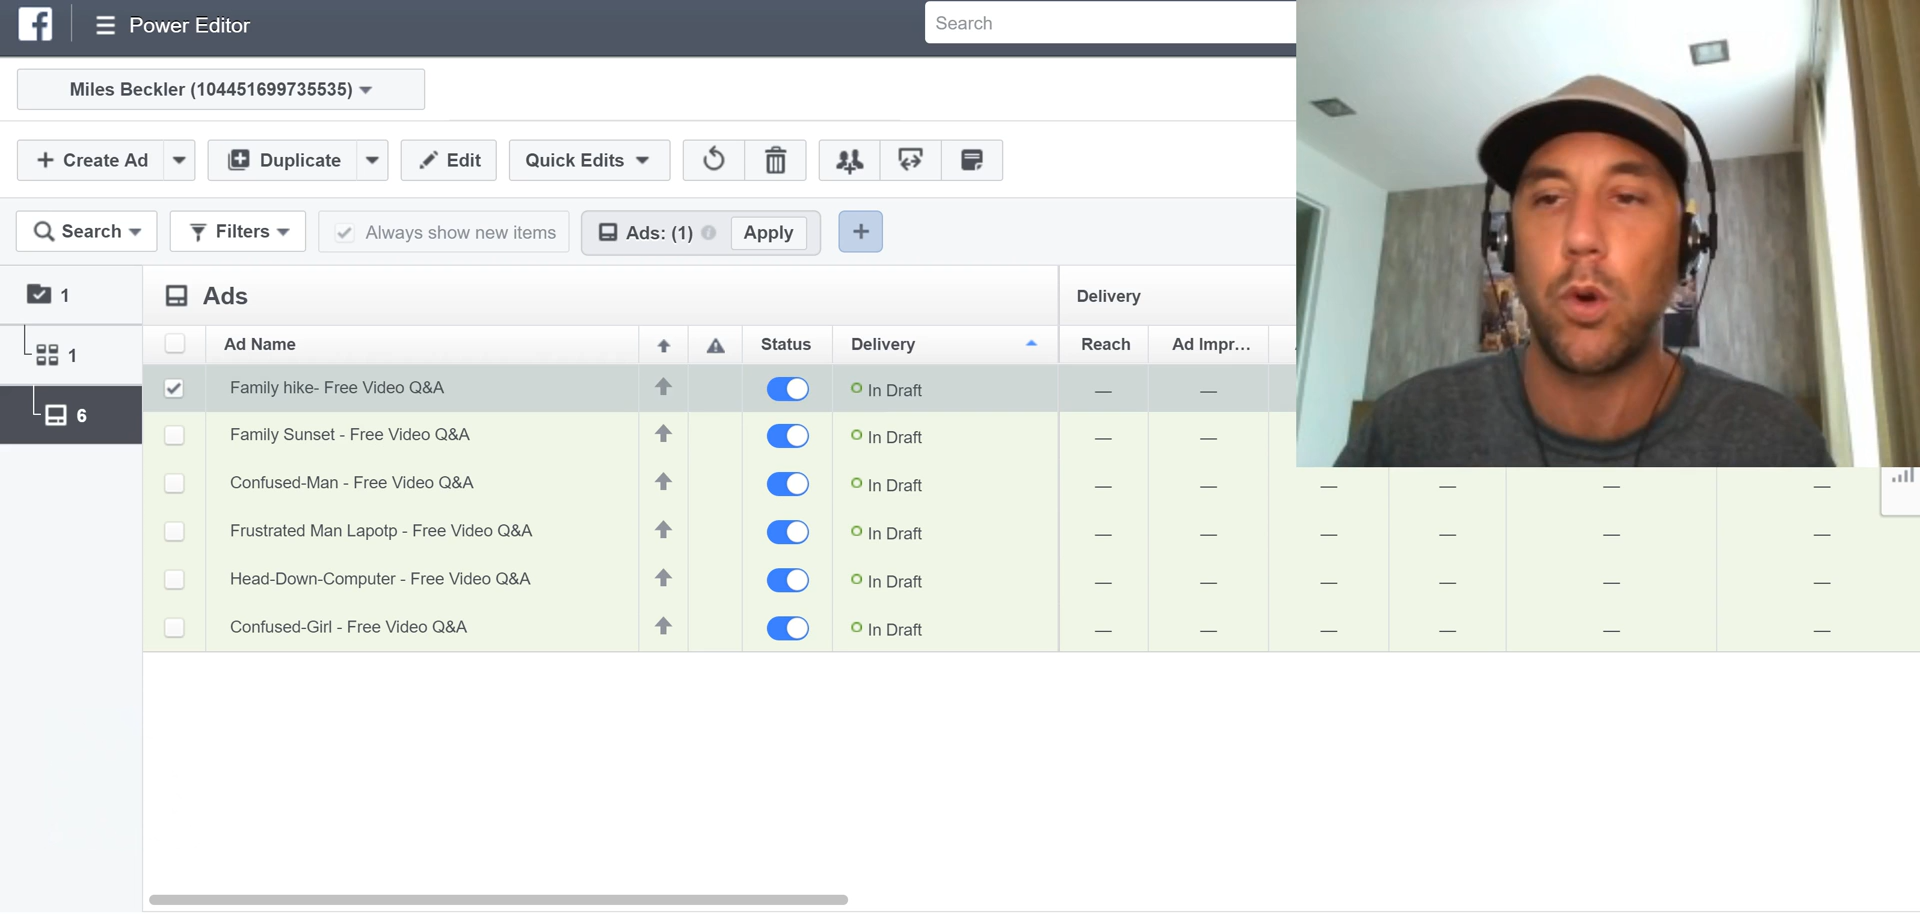 Power Editor
Search
Miles Beckler (104451699735535)
+ Create Ad Duplicate Edit Quick Edits
Search Filters Always show new items Ads: (1) Apply +
1
Ads Delivery
Ad Name Status Delivery Reach Ad Impr...
1
Family hike- Free Video Q&A In Draft — —
6
Family Sunset - Free Video Q&A In Draft — —
Confused-Man - Free Video Q&A In Draft — — — — — —
Frustrated Man Lapotp - Free Video Q&A In Draft — — — — — —
Head-Down-Computer - Free Video Q&A In Draft — — — — — —
Confused-Girl - Free Video Q&A In Draft — — — — — —